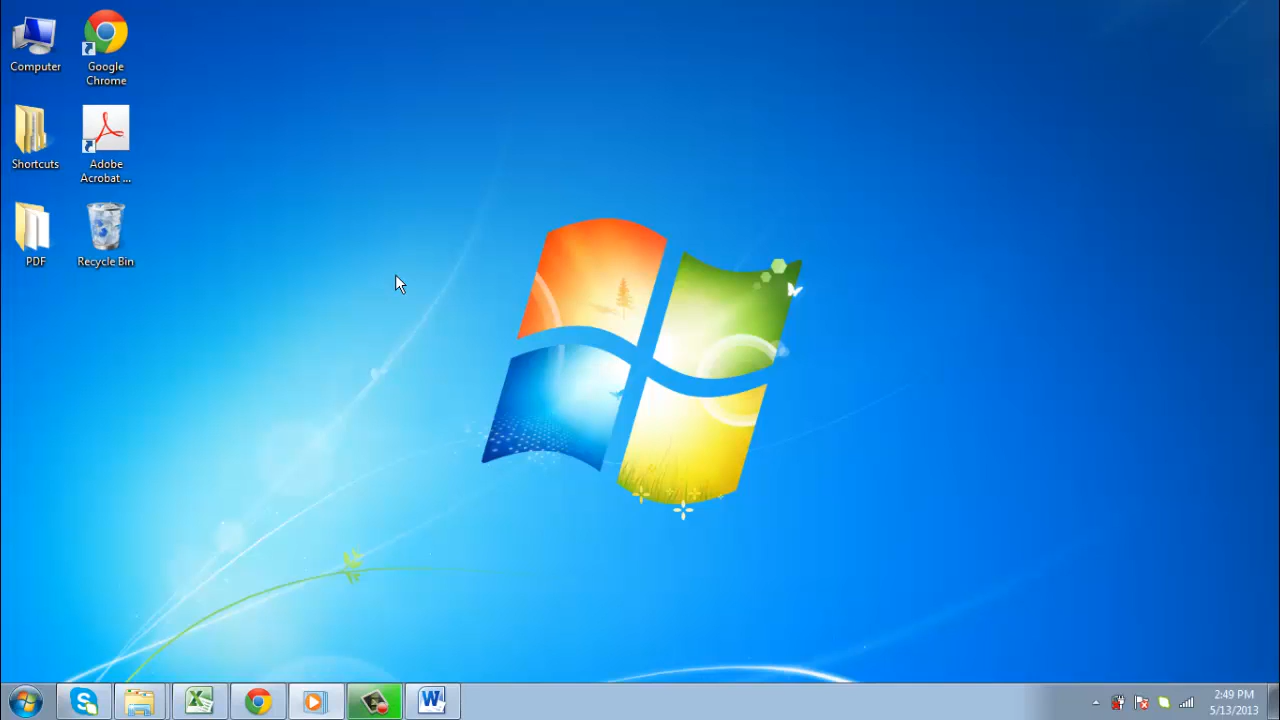 Computer
Google
Chrome
Shortcuts
Adobe
Acrobat ...
PDF
Recycle Bin
2:49 PM
5/13/2013